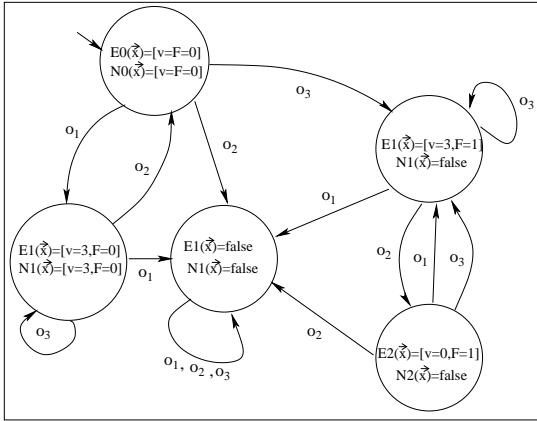 E0(x⃗)=[v=F=0]
N0(x⃗)=[v=F=0]
o₃
o₃
o₁
o₂
o₂
E1(x⃗)=[v=3,F=1]
N1(x⃗)=false
o₁
E1(x⃗)=[v=3,F=0]
N1(x⃗)=[v=3,F=0]
E1(x⃗)=false
N1(x⃗)=false
o₁
o₂
o₁
o₃
o₃
o₂
o₁, o₂ ,o₃
E2(x⃗)=[v=0,F=1]
N2(x⃗)=false